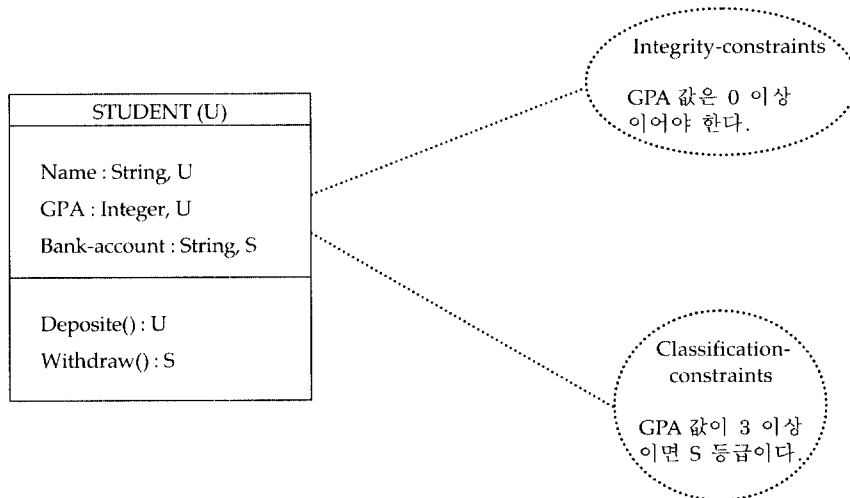 STUDENT (U)
Name : String, U
GPA : Integer, U
Bank-account : String, S
Deposite() : U
Withdraw() : S
Integrity-constraints
GPA 값은 0 이상
이어야 한다.
Classification-
constraints
GPA 값이 3 이상
이면 S 등급이다.